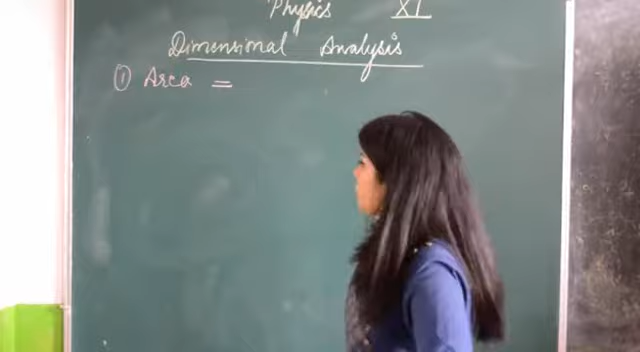 Physics XI
Dimensional Analysis
① Area =